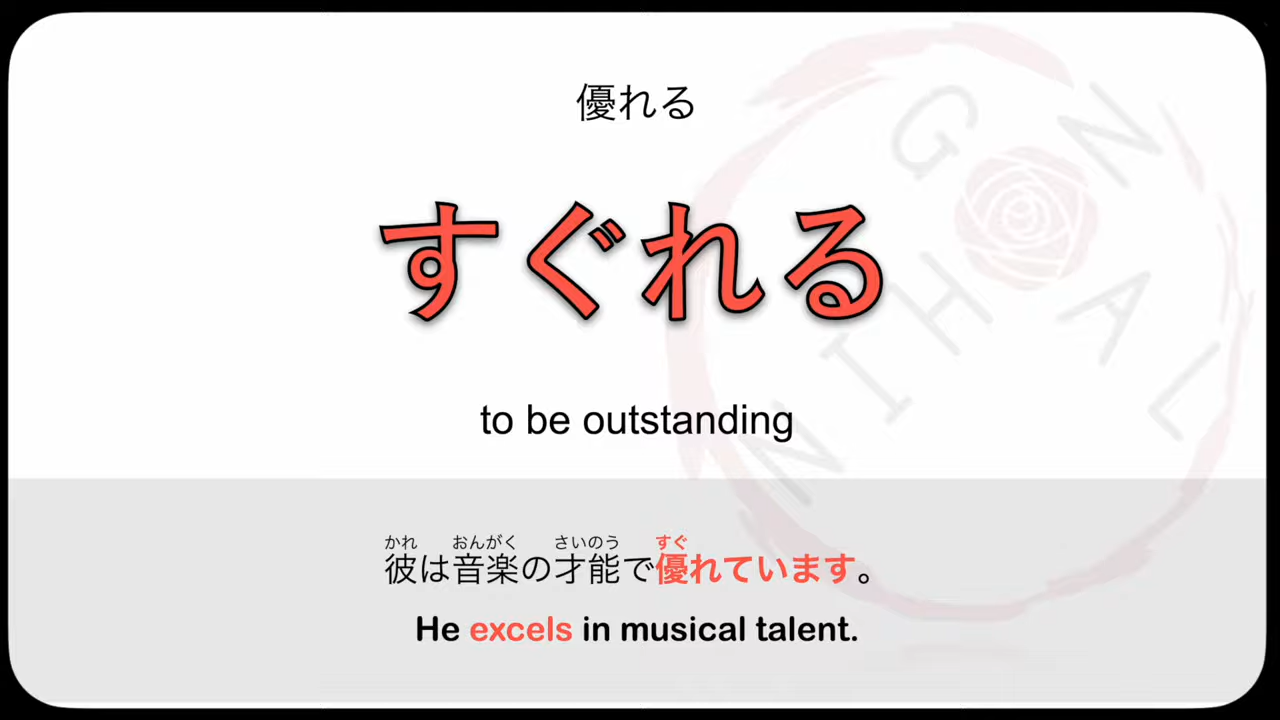 優れる
すぐれる
to be outstanding
かれ おんがく さいのう すぐ
彼は音楽の才能で優れています。
He excels in musical talent.
NIHONGONAL